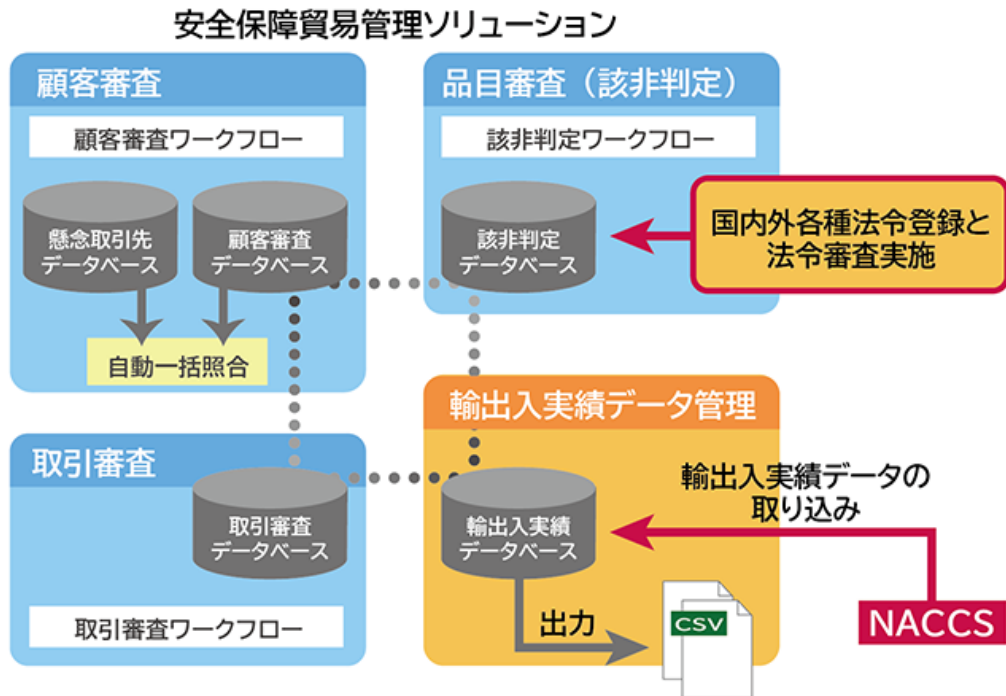 安全保障貿易管理ソリューション
顧客審査
顧客審査ワークフロー
懸念取引先
データベース
顧客審査
データベース
自動一括照合
品目審査（該非判定）
該非判定ワークフロー
該非判定
データベース
国内外各種法令登録と
法令審査実施
取引審査
取引審査
データベース
取引審査ワークフロー
輸出入実績データ管理
輸出入実績
データベース
出力
CSV
輸出入実績データの
取り込み
NACCS